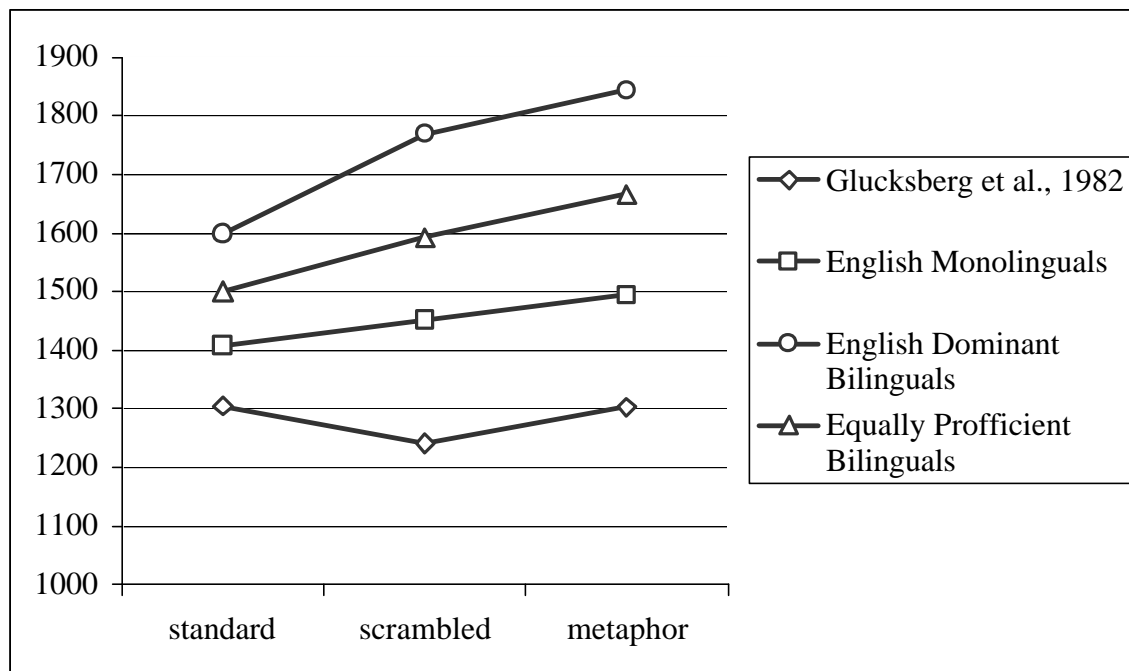 1900
1800
1700
1600
1500
1400
1300
1200
1100
1000
standard scrambled metaphor
Glucksberg et al., 1982
English Monolinguals
English Dominant
Bilinguals
Equally Profficient
Bilinguals